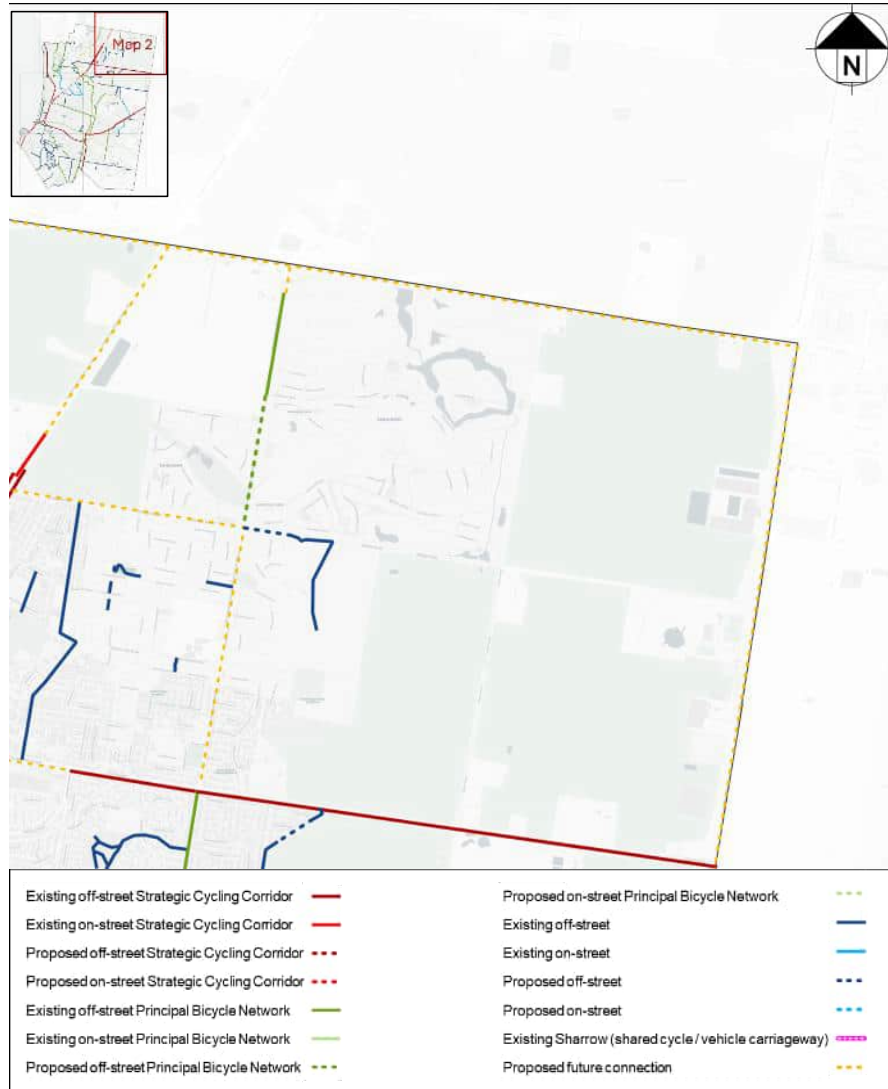 Map 2
N
Existing off-street Strategic Cycling Corridor
Existing on-street Strategic Cycling Corridor
Proposed off-street Strategic Cycling Corridor
Proposed on-street Strategic Cycling Corridor
Existing off-street Principal Bicycle Network
Existing on-street Principal Bicycle Network
Proposed off-street Principal Bicycle Network
Proposed on-street Principal Bicycle Network
Existing off-street
Existing on-street
Proposed off-street
Proposed on-street
Existing Sharrow (shared cycle / vehicle carriageway)
Proposed future connection